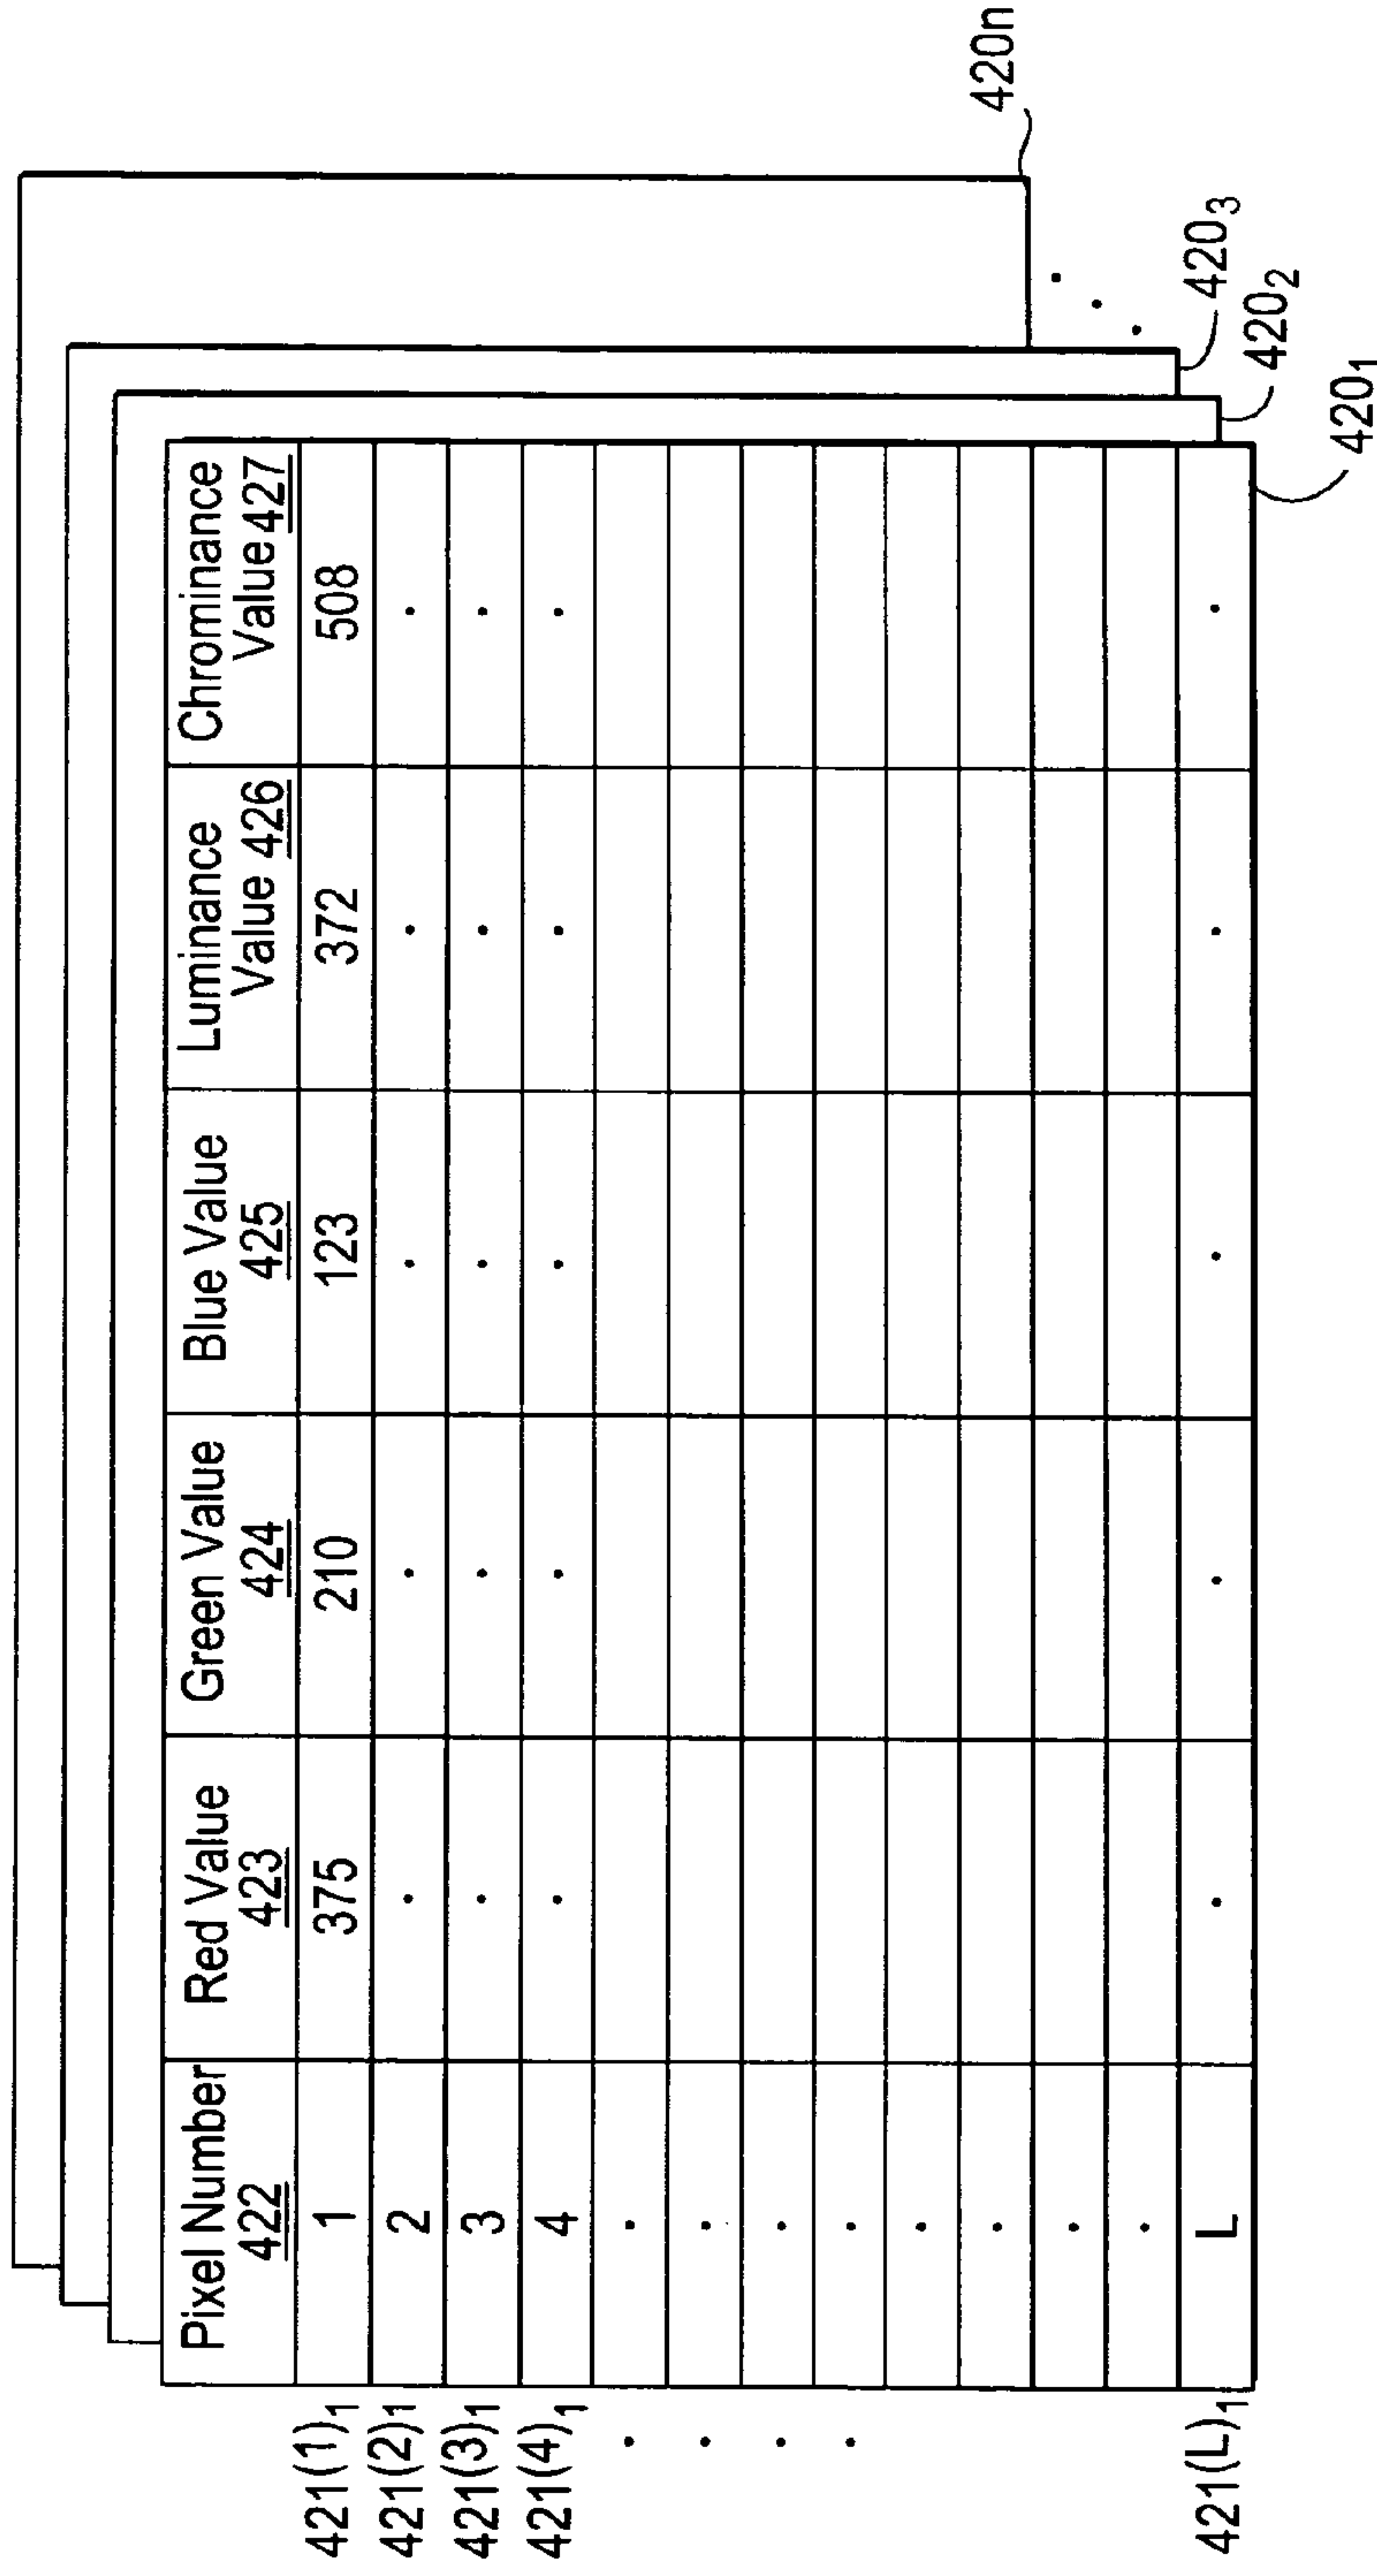 Pixel Number 422 Red Value 423 Green Value 424 Blue Value 425 Luminance Value 426 Chrominance Value 427
421(1)₁ 1 375 210 123 372 508
421(2)₁ 2 . . . . .
421(3)₁ 3 . . . . .
421(4)₁ 4 . . . . .
. .
. .
. .
. .
.
.
.
.
421(L)₁ L . . . . .
420n
. . .
420₃
420₂
420₁